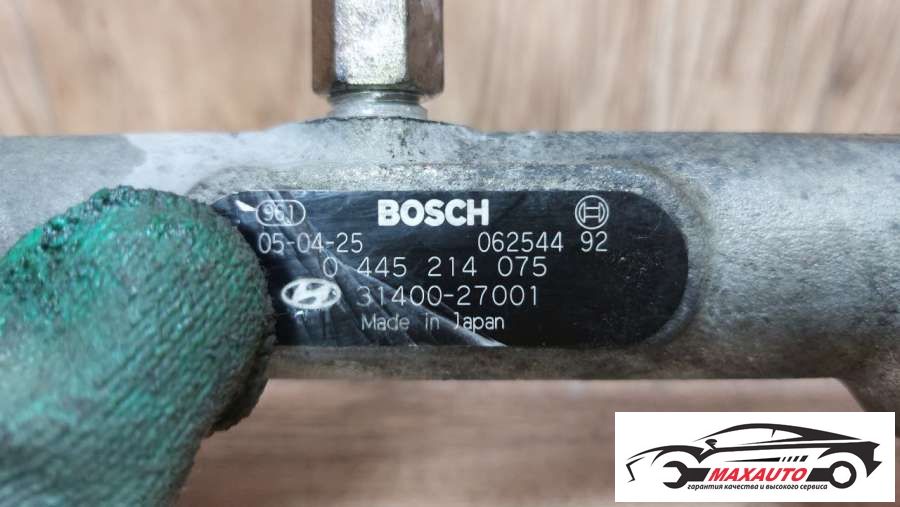 961 BOSCH
05-04-25 062544 92
0 445 214 075
31400-27001
Made in Japan
MAXAUTO
гарантия качества и высокого сервиса